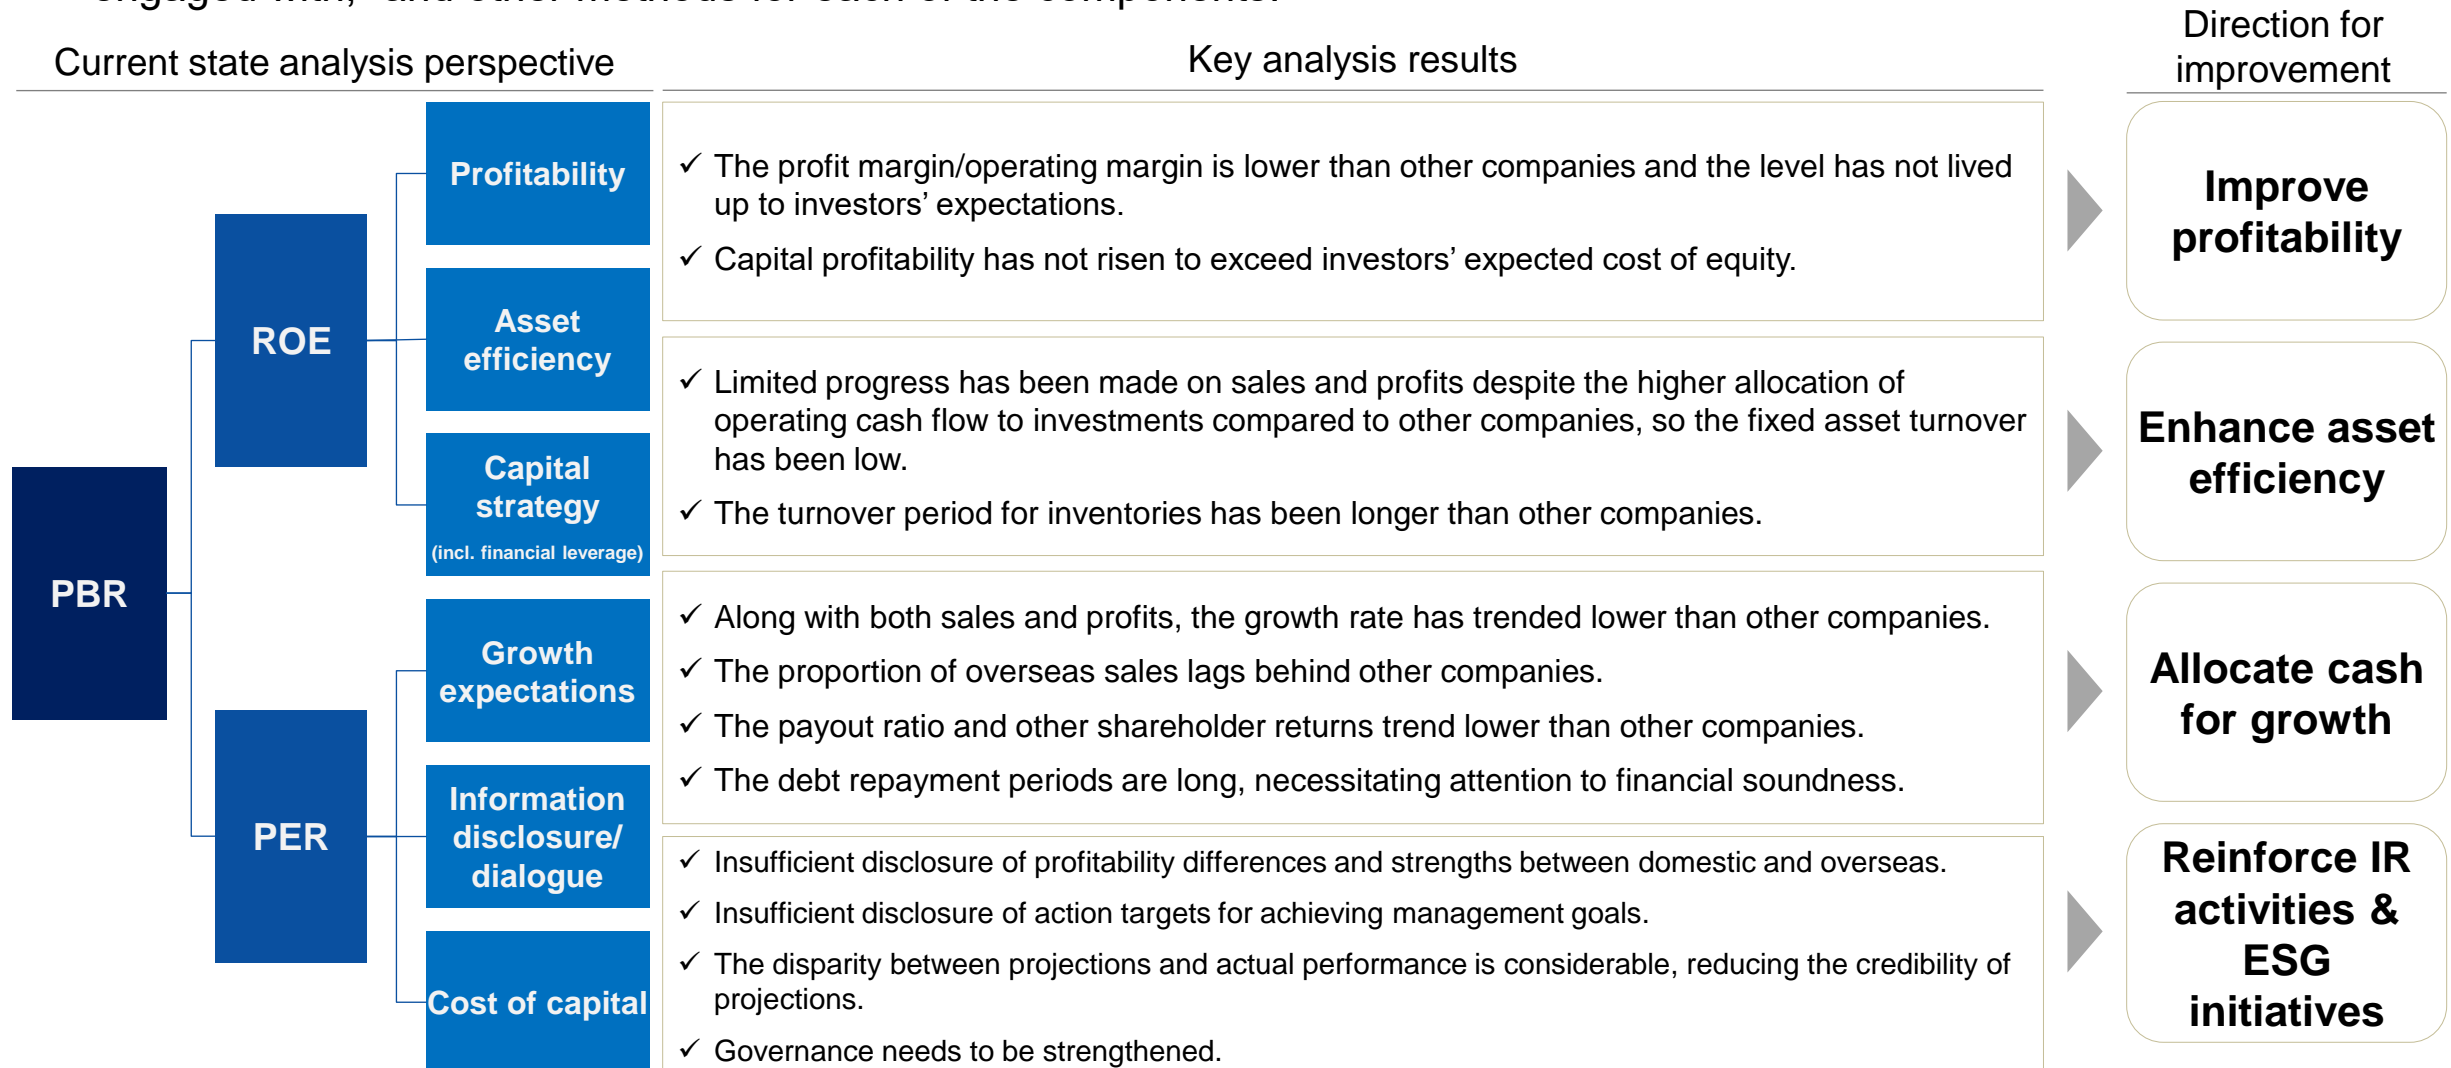 engaged with," and other methods for each of the components.
Current state analysis perspective
Key analysis results
Direction for
improvement
PBR
ROE
PER
Profitability
Asset
efficiency
Capital
strategy
(incl. financial leverage)
Growth
expectations
Information
disclosure/
dialogue
Cost of capital
✓ The profit margin/operating margin is lower than other companies and the level has not lived
up to investors' expectations.
✓ Capital profitability has not risen to exceed investors' expected cost of equity.
✓ Limited progress has been made on sales and profits despite the higher allocation of
operating cash flow to investments compared to other companies, so the fixed asset turnover
has been low.
✓ The turnover period for inventories has been longer than other companies.
✓ Along with both sales and profits, the growth rate has trended lower than other companies.
✓ The proportion of overseas sales lags behind other companies.
✓ The payout ratio and other shareholder returns trend lower than other companies.
✓ The debt repayment periods are long, necessitating attention to financial soundness.
✓ Insufficient disclosure of profitability differences and strengths between domestic and overseas.
✓ Insufficient disclosure of action targets for achieving management goals.
✓ The disparity between projections and actual performance is considerable, reducing the credibility of
projections.
✓ Governance needs to be strengthened.
Improve
profitability
Enhance asset
efficiency
Allocate cash
for growth
Reinforce IR
activities &
ESG
initiatives